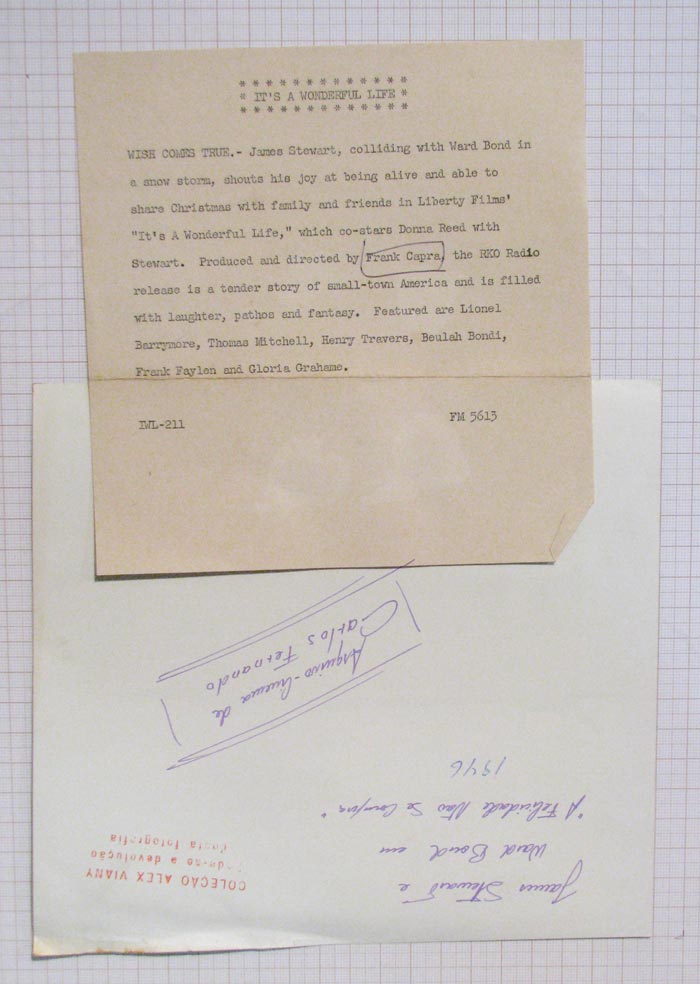 * * * * * * * * * * * * *
* IT'S A WONDERFUL LIFE *
* * * * * * * * * * * * *
WISH COMES TRUE.- James Stewart, colliding with Ward Bond in
a snow storm, shouts his joy at being alive and able to
share Christmas with family and friends in Liberty Films'
"It's A Wonderful Life," which co-stars Donna Reed with
Stewart. Produced and directed by Frank Capra, the RKO Radio
release is a tender story of small-town America and is filled
with laughter, pathos and fantasy. Featured are Lionel
Barrymore, Thomas Mitchell, Henry Travers, Beulah Bondi,
Frank Faylen and Gloria Grahame.
IWL-211 FM 5613
Arquivo-Cinema de
Carlos Fernando
James Stewart e
Ward Bond em
"A Felicidade Não Se Compra"
1946
COLEÇÃO ALEX VIANY
Pede-se a devolução
desta fotografia